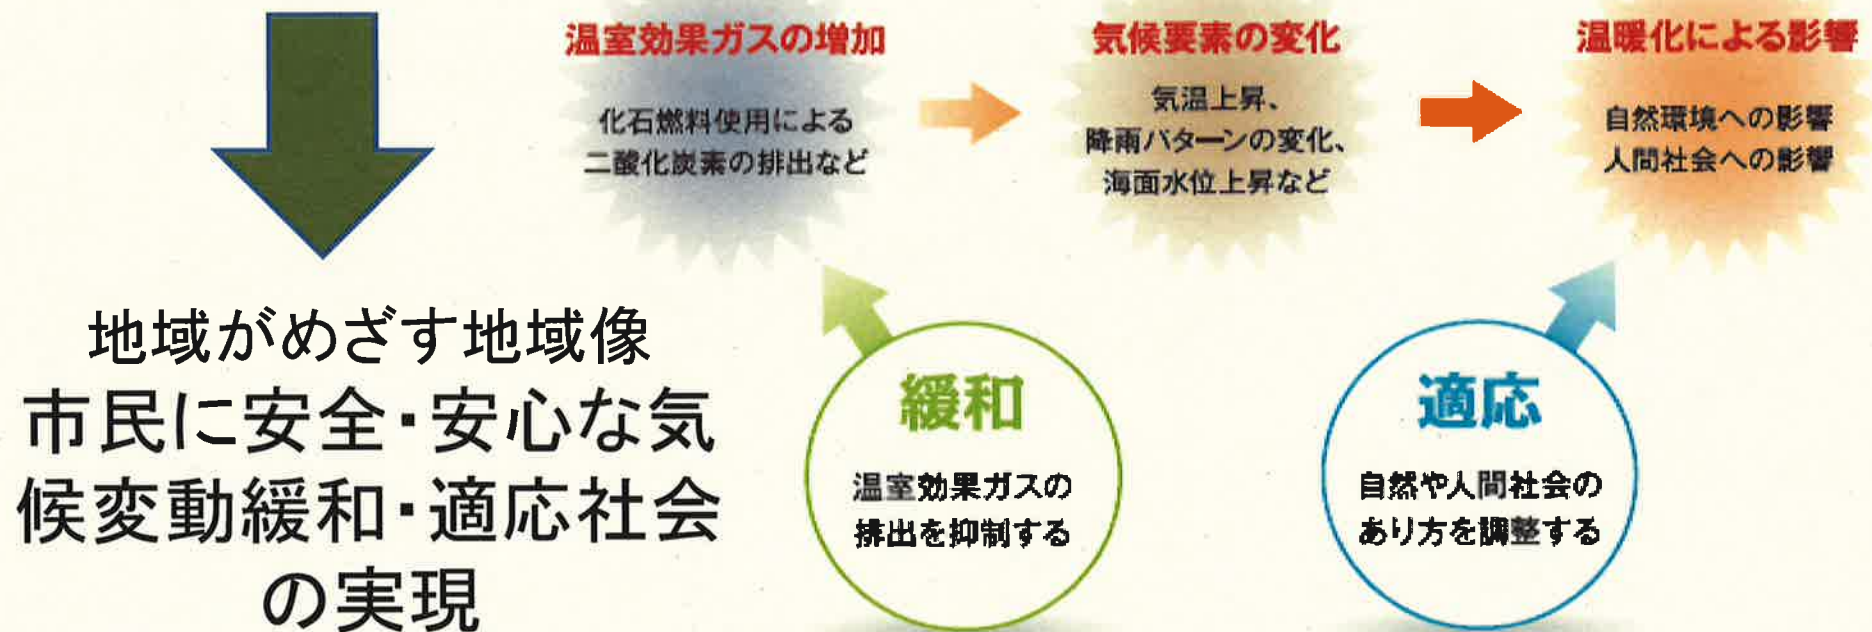 温室効果ガスの増加
化石燃料使用による
二酸化炭素の排出など
気候要素の変化
気温上昇、
降雨パターンの変化、
海面水位上昇など
温暖化による影響
自然環境への影響
人間社会への影響
地域がめざす地域像
市民に安全・安心な気
候変動緩和・適応社会
の実現
緩和
温室効果ガスの
排出を抑制する
適応
自然や人間社会の
あり方を調整する